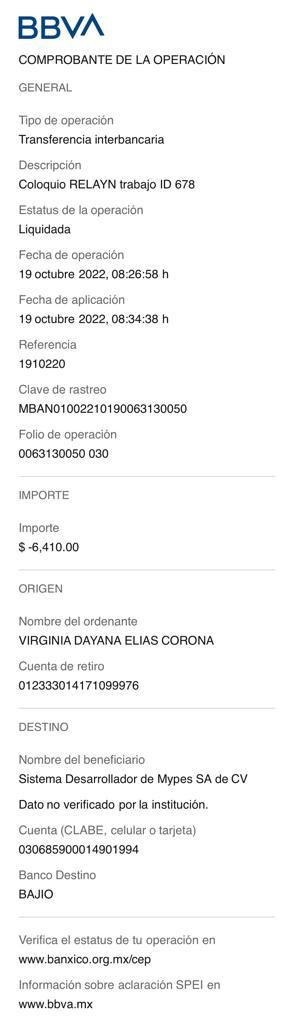 BBVA
COMPROBANTE DE LA OPERACIÓN
GENERAL
Tipo de operación
Transferencia interbancaria
Descripción
Coloquio RELAYN trabajo ID 678
Estatus de la operación
Liquidada
Fecha de operación
19 octubre 2022, 08:26:58 h
Fecha de aplicación
19 octubre 2022, 08:34:38 h
Referencia
1910220
Clave de rastreo
MBAN01002210190063130050
Folio de operación
0063130050 030
IMPORTE
Importe
$ -6,410.00
ORIGEN
Nombre del ordenante
VIRGINIA DAYANA ELIAS CORONA
Cuenta de retiro
012333014171099976
DESTINO
Nombre del beneficiario
Sistema Desarrollador de Mypes SA de CV
Dato no verificado por la institución.
Cuenta (CLABE, celular o tarjeta)
030685900014901994
Banco Destino
BAJIO
Verifica el estatus de tu operación en
www.banxico.org.mx/cep
Información sobre aclaración SPEI en
www.bbva.mx